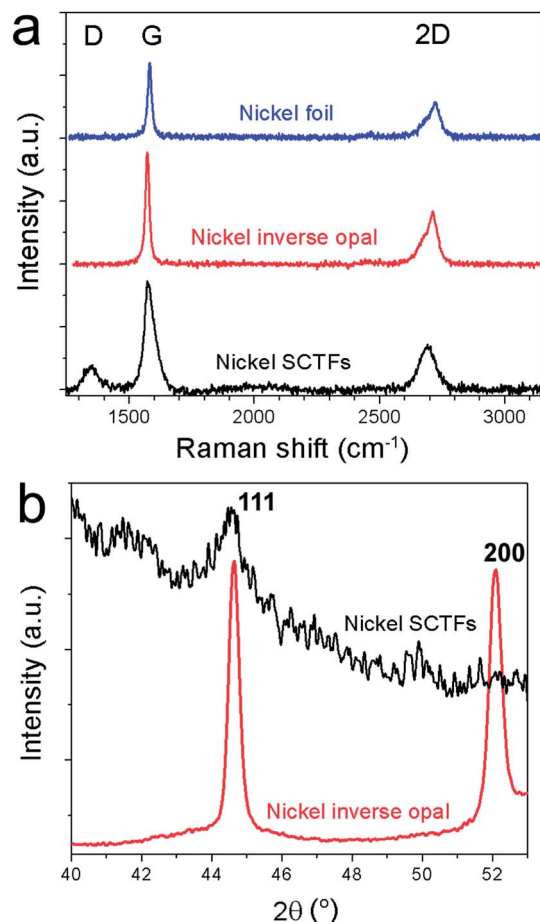 a
D G 2D
Nickel foil
Nickel inverse opal
Nickel SCTFs
Intensity (a.u.)
1500 2000 2500 3000
Raman shift (cm-1)
b
111
200
Nickel SCTFs
Nickel inverse opal
Intensity (a.u.)
40 42 44 46 48 50 52
2θ (°)